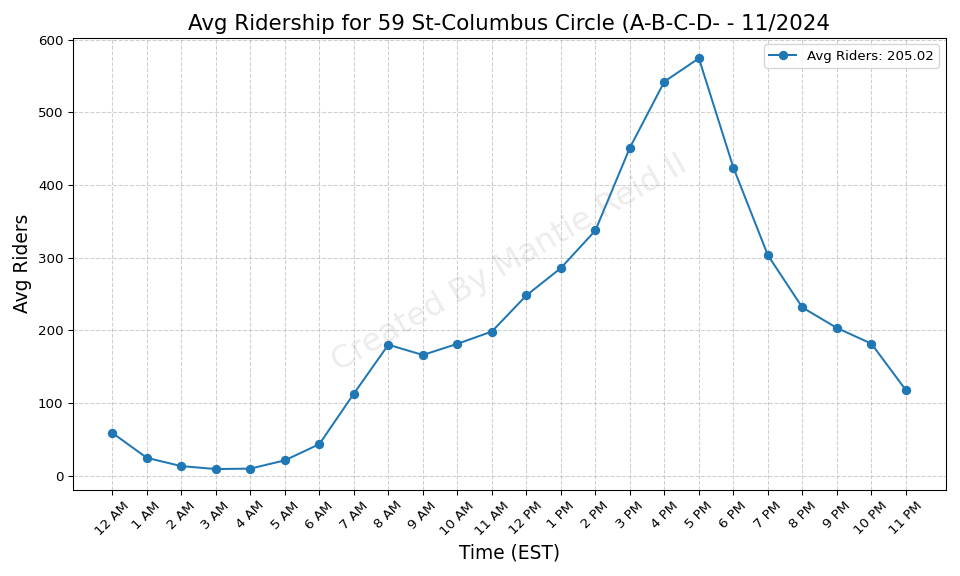 Avg Ridership for 59 St-Columbus Circle (A-B-C-D- - 11/2024
Avg Riders: 205.02
600
500
400
300
200
100
0
Avg Riders
Created By Mantle Reid II
12 AM
1 AM
2 AM
3 AM
4 AM
5 AM
6 AM
7 AM
8 AM
9 AM
10 AM
11 AM
12 PM
1 PM
2 PM
3 PM
4 PM
5 PM
6 PM
7 PM
8 PM
9 PM
10 PM
11 PM
Time (EST)